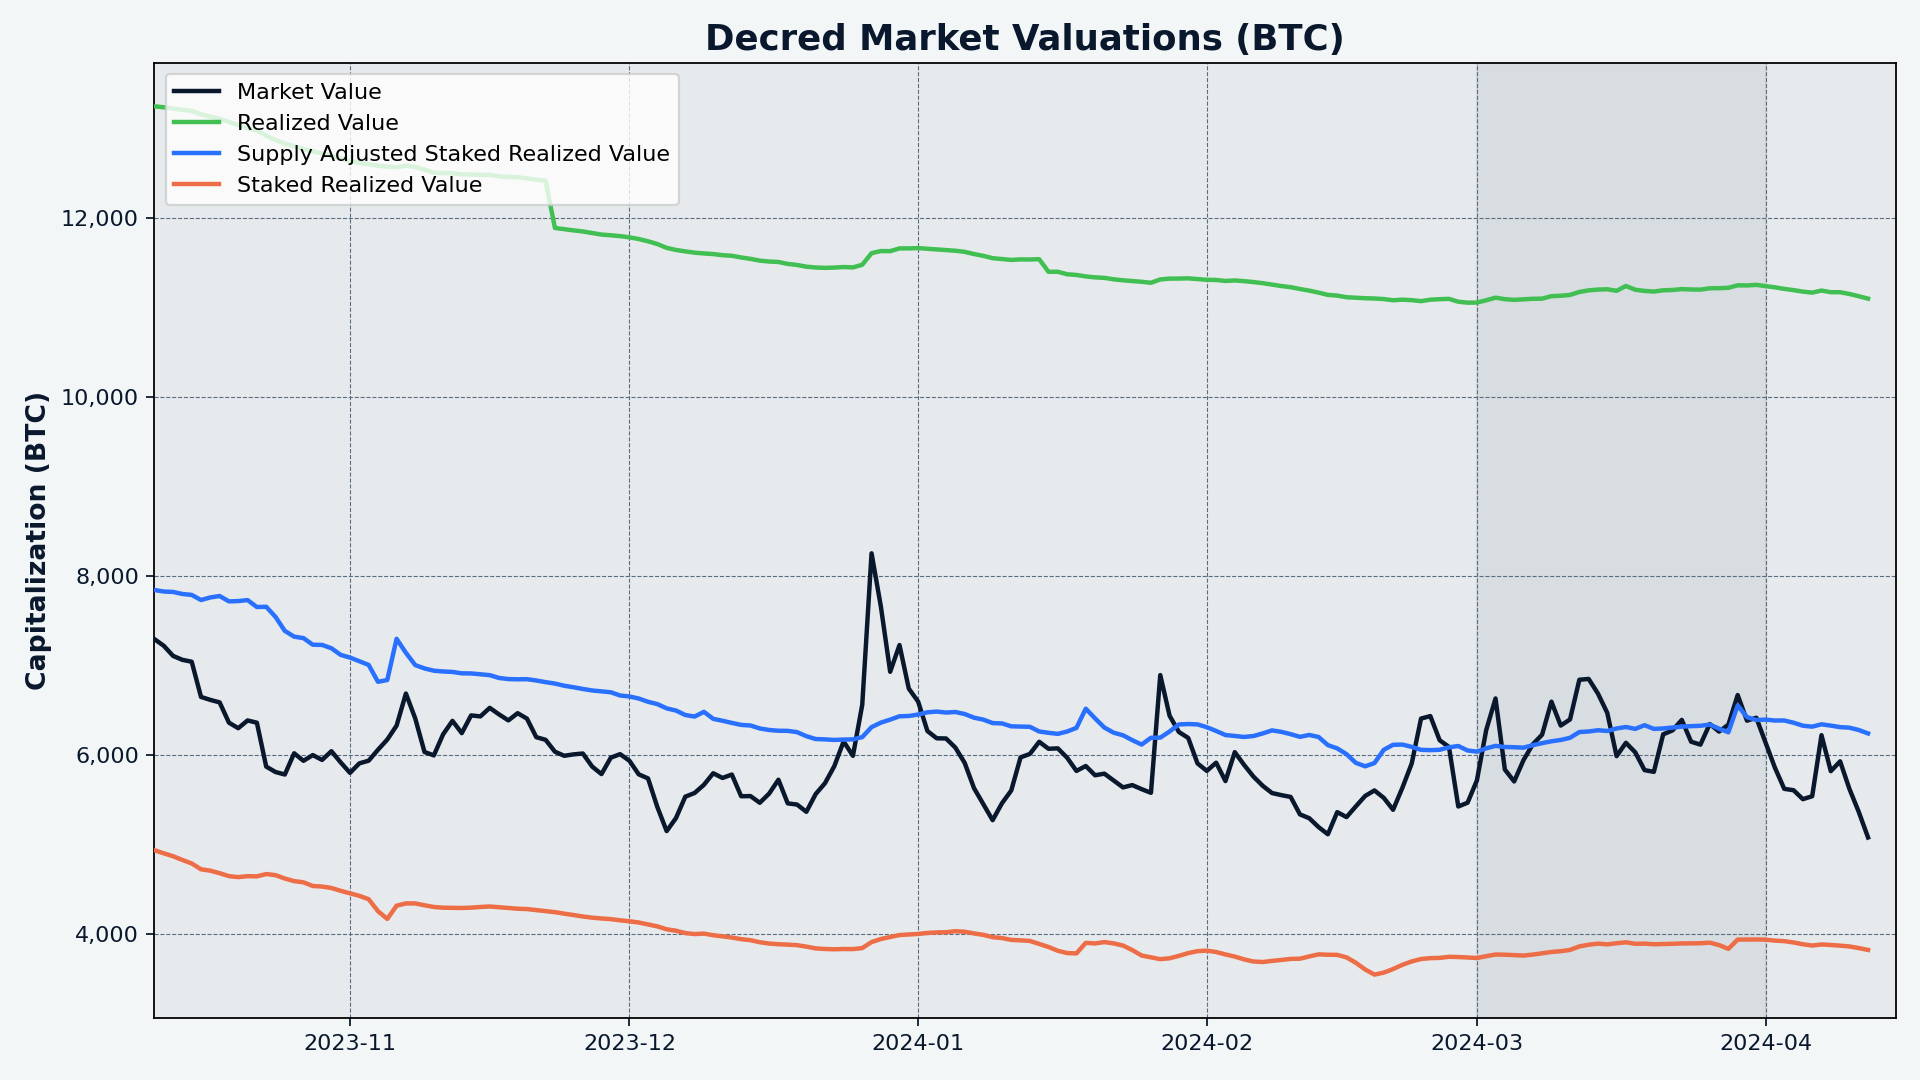 Decred Market Valuations (BTC)
Market Value
Realized Value
Supply Adjusted Staked Realized Value
Staked Realized Value
Capitalization (BTC)
12,000
10,000
8,000
6,000
4,000
2023-11
2023-12
2024-01
2024-02
2024-03
2024-04